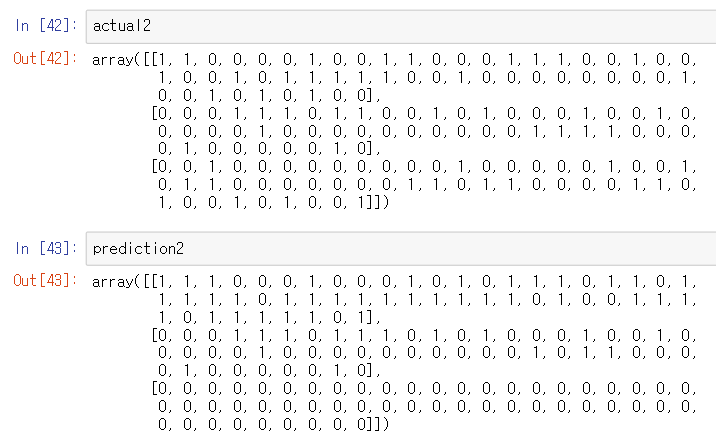 In [42]: actual2
Out[42]: array([[1, 1, 0, 0, 0, 0, 1, 0, 0, 1, 1, 0, 0, 0, 1, 1, 1, 0, 0, 1, 0, 0,
1, 0, 0, 1, 0, 1, 1, 1, 1, 1, 0, 0, 1, 0, 0, 0, 0, 0, 0, 0, 0, 1,
0, 0, 1, 0, 1, 0, 1, 0, 0],
[0, 0, 0, 1, 1, 1, 0, 1, 1, 0, 0, 1, 0, 1, 0, 0, 0, 1, 0, 0, 1, 0,
0, 0, 0, 0, 1, 0, 0, 0, 0, 0, 0, 0, 0, 0, 0, 1, 1, 1, 1, 0, 0, 0,
0, 1, 0, 0, 0, 0, 0, 1, 0],
[0, 0, 1, 0, 0, 0, 0, 0, 0, 0, 0, 0, 1, 0, 0, 0, 0, 0, 1, 0, 0, 1,
0, 1, 1, 0, 0, 0, 0, 0, 0, 0, 1, 1, 0, 1, 1, 0, 0, 0, 0, 1, 1, 0,
1, 0, 0, 1, 0, 1, 0, 0, 1]])
In [43]: prediction2
Out[43]: array([[1, 1, 1, 0, 0, 0, 1, 0, 0, 0, 1, 0, 1, 0, 1, 1, 1, 0, 1, 1, 0, 1,
1, 1, 1, 1, 0, 1, 1, 1, 1, 1, 1, 1, 1, 1, 1, 0, 1, 0, 0, 1, 1, 1,
1, 0, 1, 1, 1, 1, 1, 0, 1],
[0, 0, 0, 1, 1, 1, 0, 1, 1, 1, 0, 1, 0, 1, 0, 0, 0, 1, 0, 0, 1, 0,
0, 0, 0, 0, 1, 0, 0, 0, 0, 0, 0, 0, 0, 0, 0, 1, 0, 1, 1, 0, 0, 0,
0, 1, 0, 0, 0, 0, 0, 1, 0],
[0, 0, 0, 0, 0, 0, 0, 0, 0, 0, 0, 0, 0, 0, 0, 0, 0, 0, 0, 0, 0, 0,
0, 0, 0, 0, 0, 0, 0, 0, 0, 0, 0, 0, 0, 0, 0, 0, 0, 0, 0, 0, 0, 0,
0, 0, 0, 0, 0, 0, 0, 0, 0]])